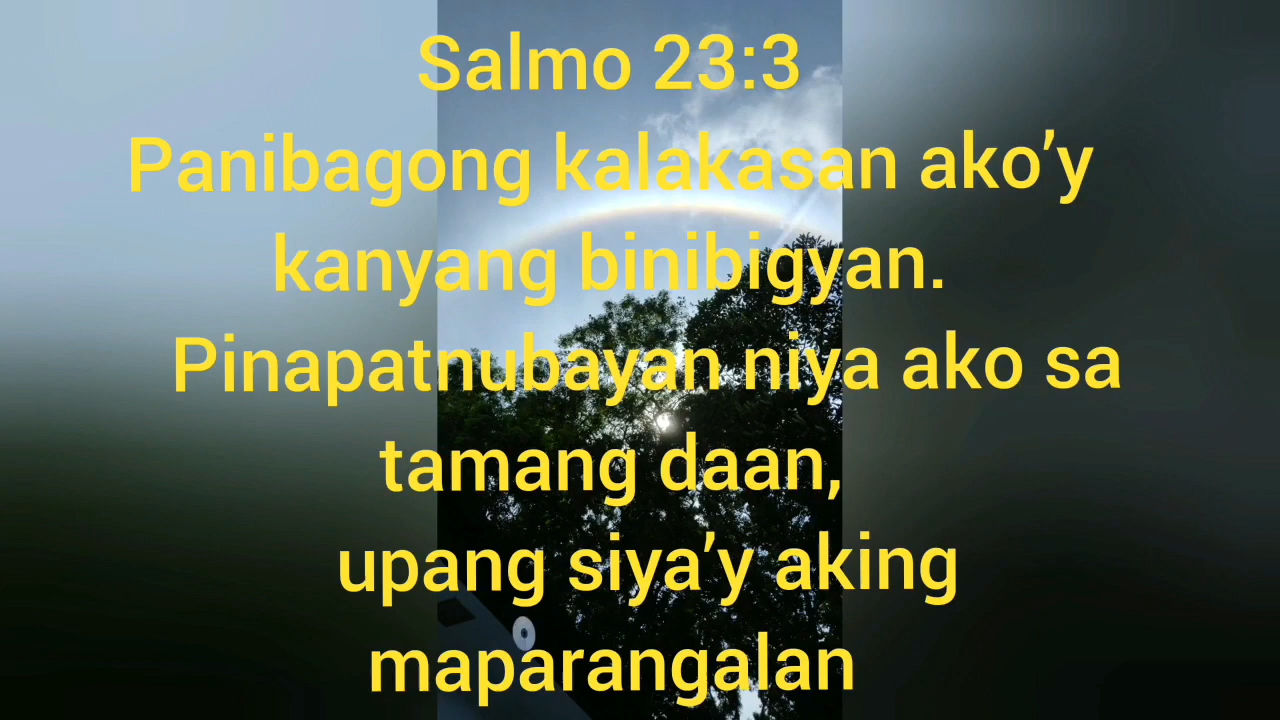 Salmo 23:3
Panibagong kalakasan ako’y
kanyang binibigyan.
Pinapatnubayan niya ako sa
tamang daan,
upang siya’y aking
maparangalan